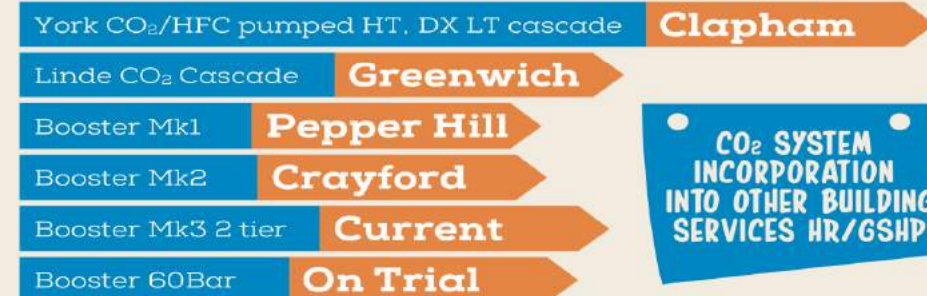 York CO₂/HFC pumped HT, DX LT cascade Clapham
Linde CO₂ Cascade Greenwich
Booster Mk1 Pepper Hill
Booster Mk2 Crayford
Booster Mk3 2 tier Current
Booster 60Bar On Trial
CO₂ SYSTEM
INCORPORATION
INTO OTHER BUILDING
SERVICES HR/GSHP